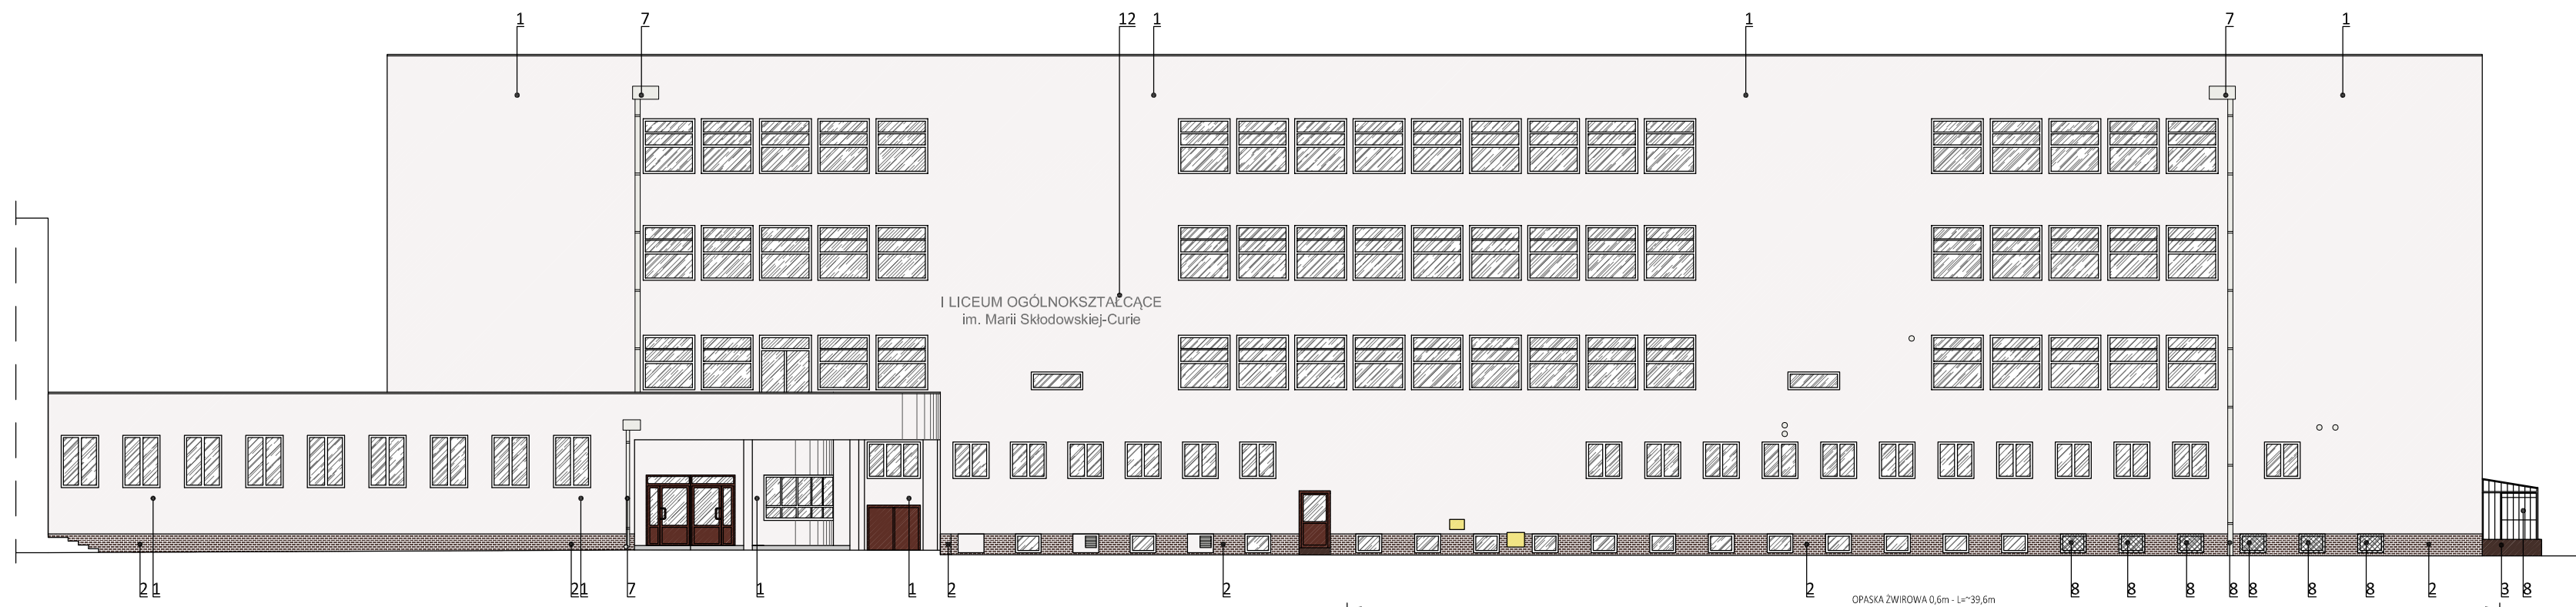 1 7 12 1 1 7 1
I LICEUM OGÓLNOKSZTAŁCĄCE
im. Marii Skłodowskiej-Curie
2 1 2 1 7 1 1 2 2 2 8 8 8 8 8 8 8 2 3 8
OPASKA ŻWIROWA 0,6m - L=~39,6m